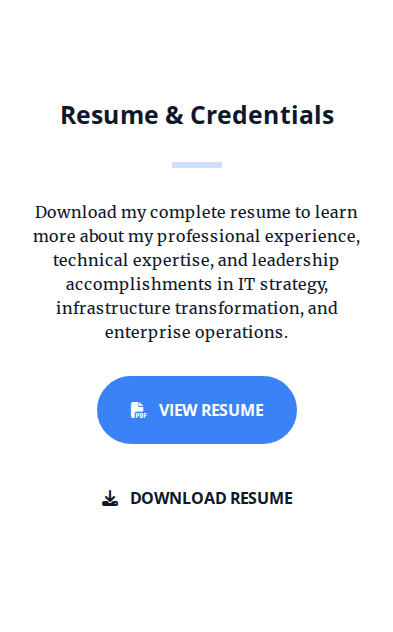 Resume & Credentials
Download my complete resume to learn
more about my professional experience,
technical expertise, and leadership
accomplishments in IT strategy,
infrastructure transformation, and
enterprise operations.
PDF VIEW RESUME
DOWNLOAD RESUME